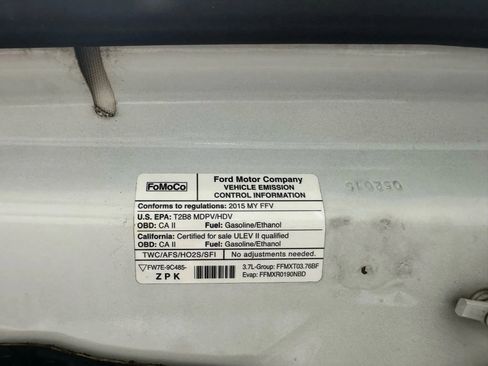 FoMoCo
Ford Motor Company
VEHICLE EMISSION
CONTROL INFORMATION
Conforms to regulations: 2015 MY FFV
U.S. EPA: T2B8 MDPV/HDV
OBD: CA II Fuel: Gasoline/Ethanol
California: Certified for sale ULEV II qualified
OBD: CA II Fuel: Gasoline/Ethanol
TWC/AFS/HO2S/SFI No adjustments needed.
FW7E-9C485- 3.7L-Group: FFMXT03.76BF
ZPK Evap: FFMXR0190NBD